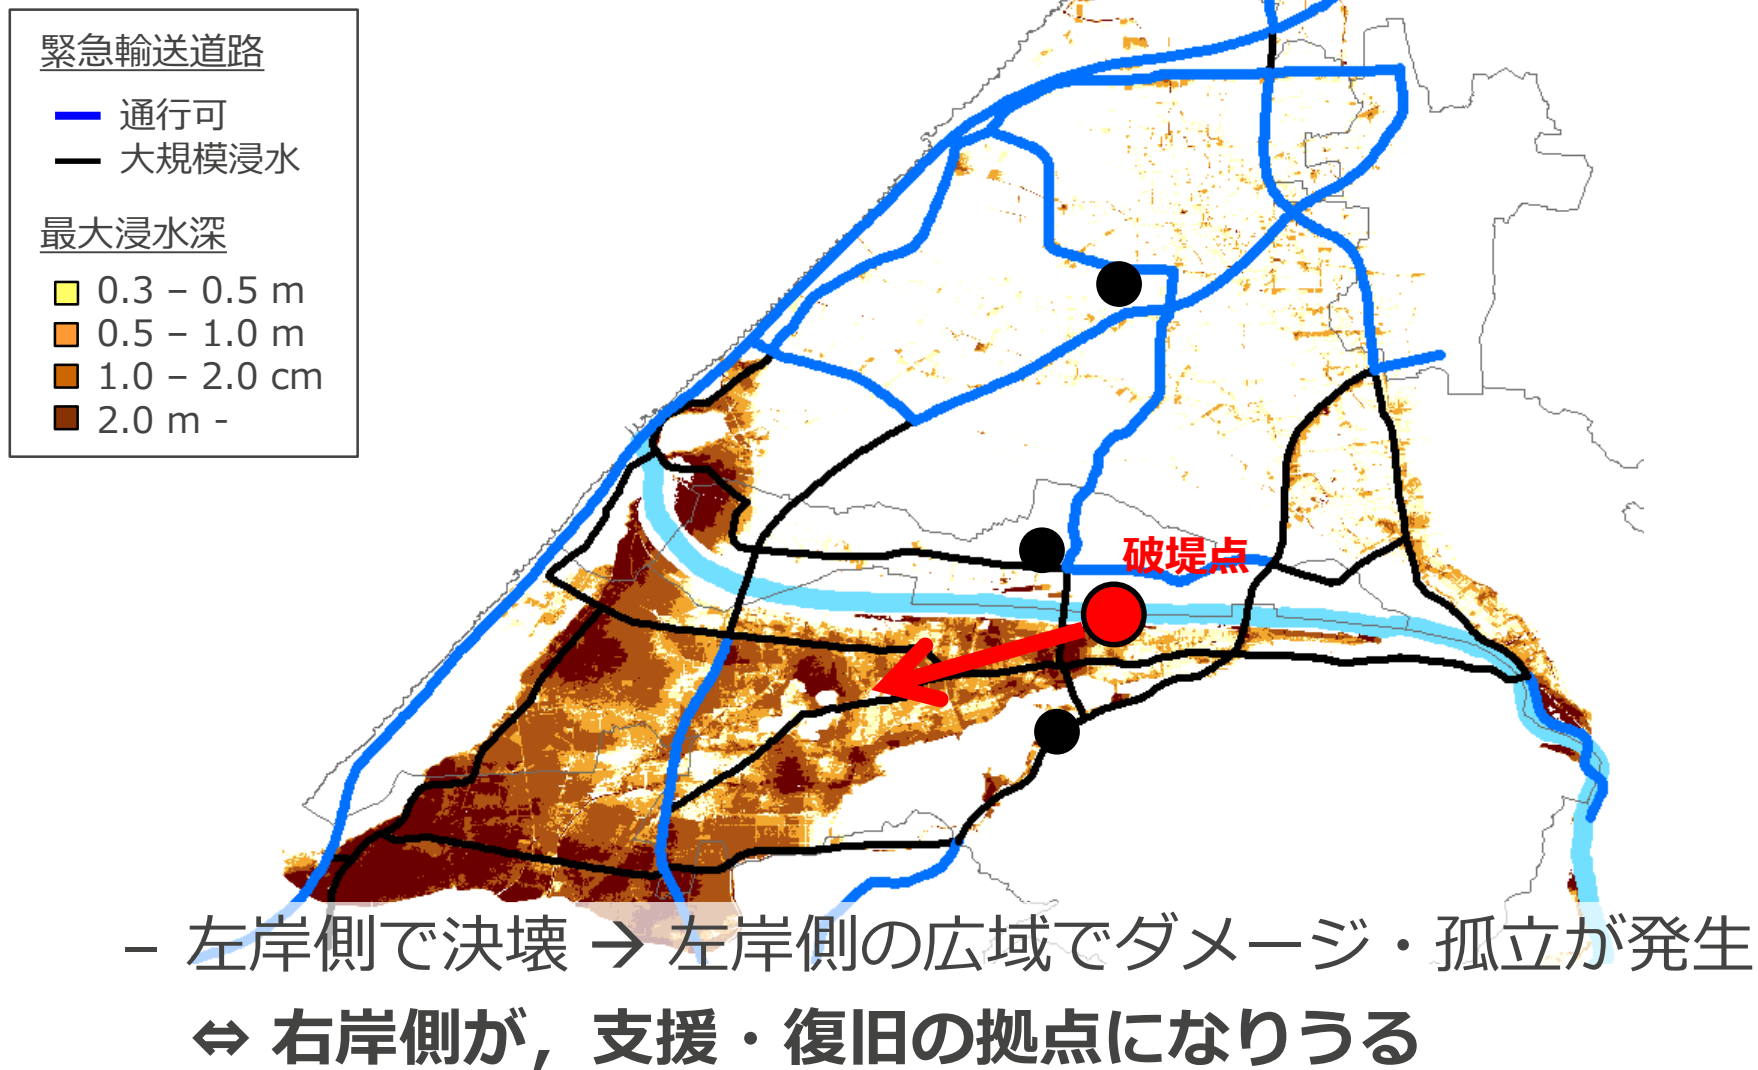 緊急輸送道路
通行可
大規模浸水
最大浸水深
0.3 – 0.5 m
0.5 – 1.0 m
1.0 – 2.0 cm
2.0 m -
破堤点
– 左岸側で決壊 → 左岸側の広域でダメージ・孤立が発生
⇔ 右岸側が，支援・復旧の拠点になりうる